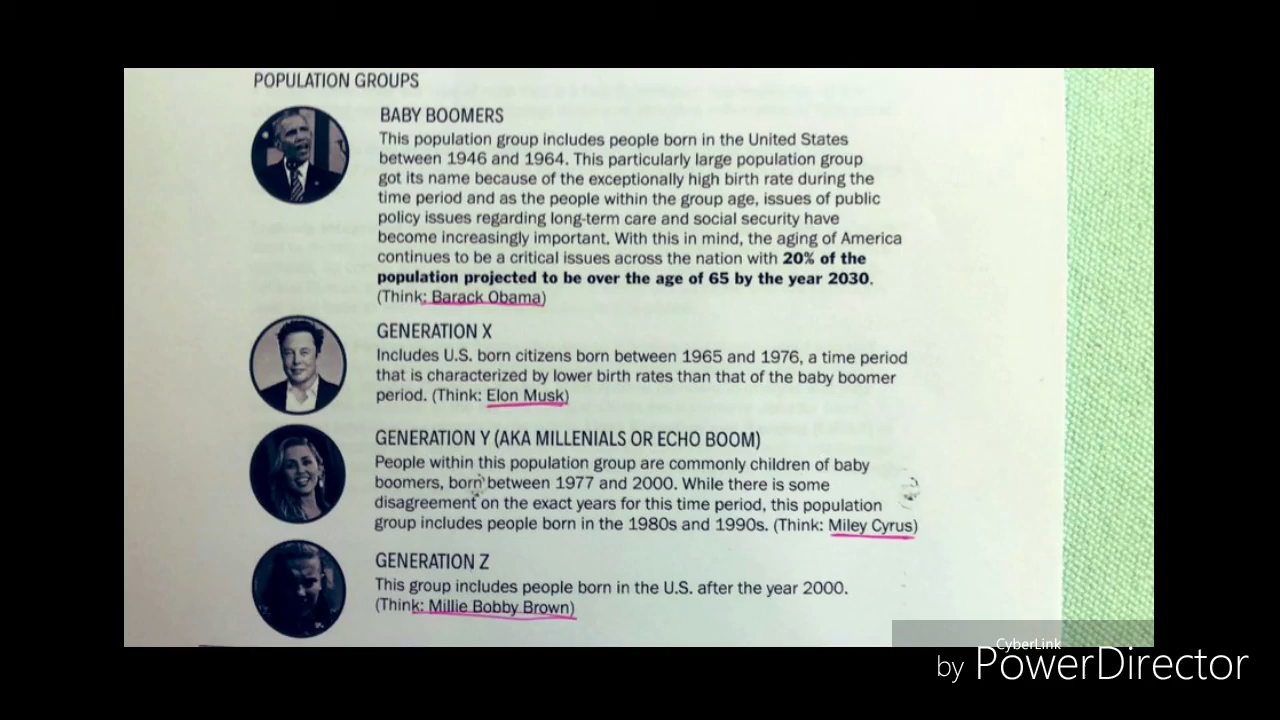 POPULATION GROUPS
BABY BOOMERS
This population group includes people born in the United States
between 1946 and 1964. This particularly large population group
got its name because of the exceptionally high birth rate during the
time period and as the people within the group age, issues of public
policy issues regarding long-term care and social security have
become increasingly important. With this in mind, the aging of America
continues to be a critical issues across the nation with 20% of the
population projected to be over the age of 65 by the year 2030.
(Think: Barack Obama)
GENERATION X
Includes U.S. born citizens born between 1965 and 1976, a time period
that is characterized by lower birth rates than that of the baby boomer
period. (Think: Elon Musk)
GENERATION Y (AKA MILLENIALS OR ECHO BOOM)
People within this population group are commonly children of baby
boomers, born between 1977 and 2000. While there is some
disagreement on the exact years for this time period, this population
group includes people born in the 1980s and 1990s. (Think: Miley Cyrus)
GENERATION Z
This group includes people born in the U.S. after the year 2000.
(Think: Millie Bobby Brown)
CyberLink
by PowerDirector